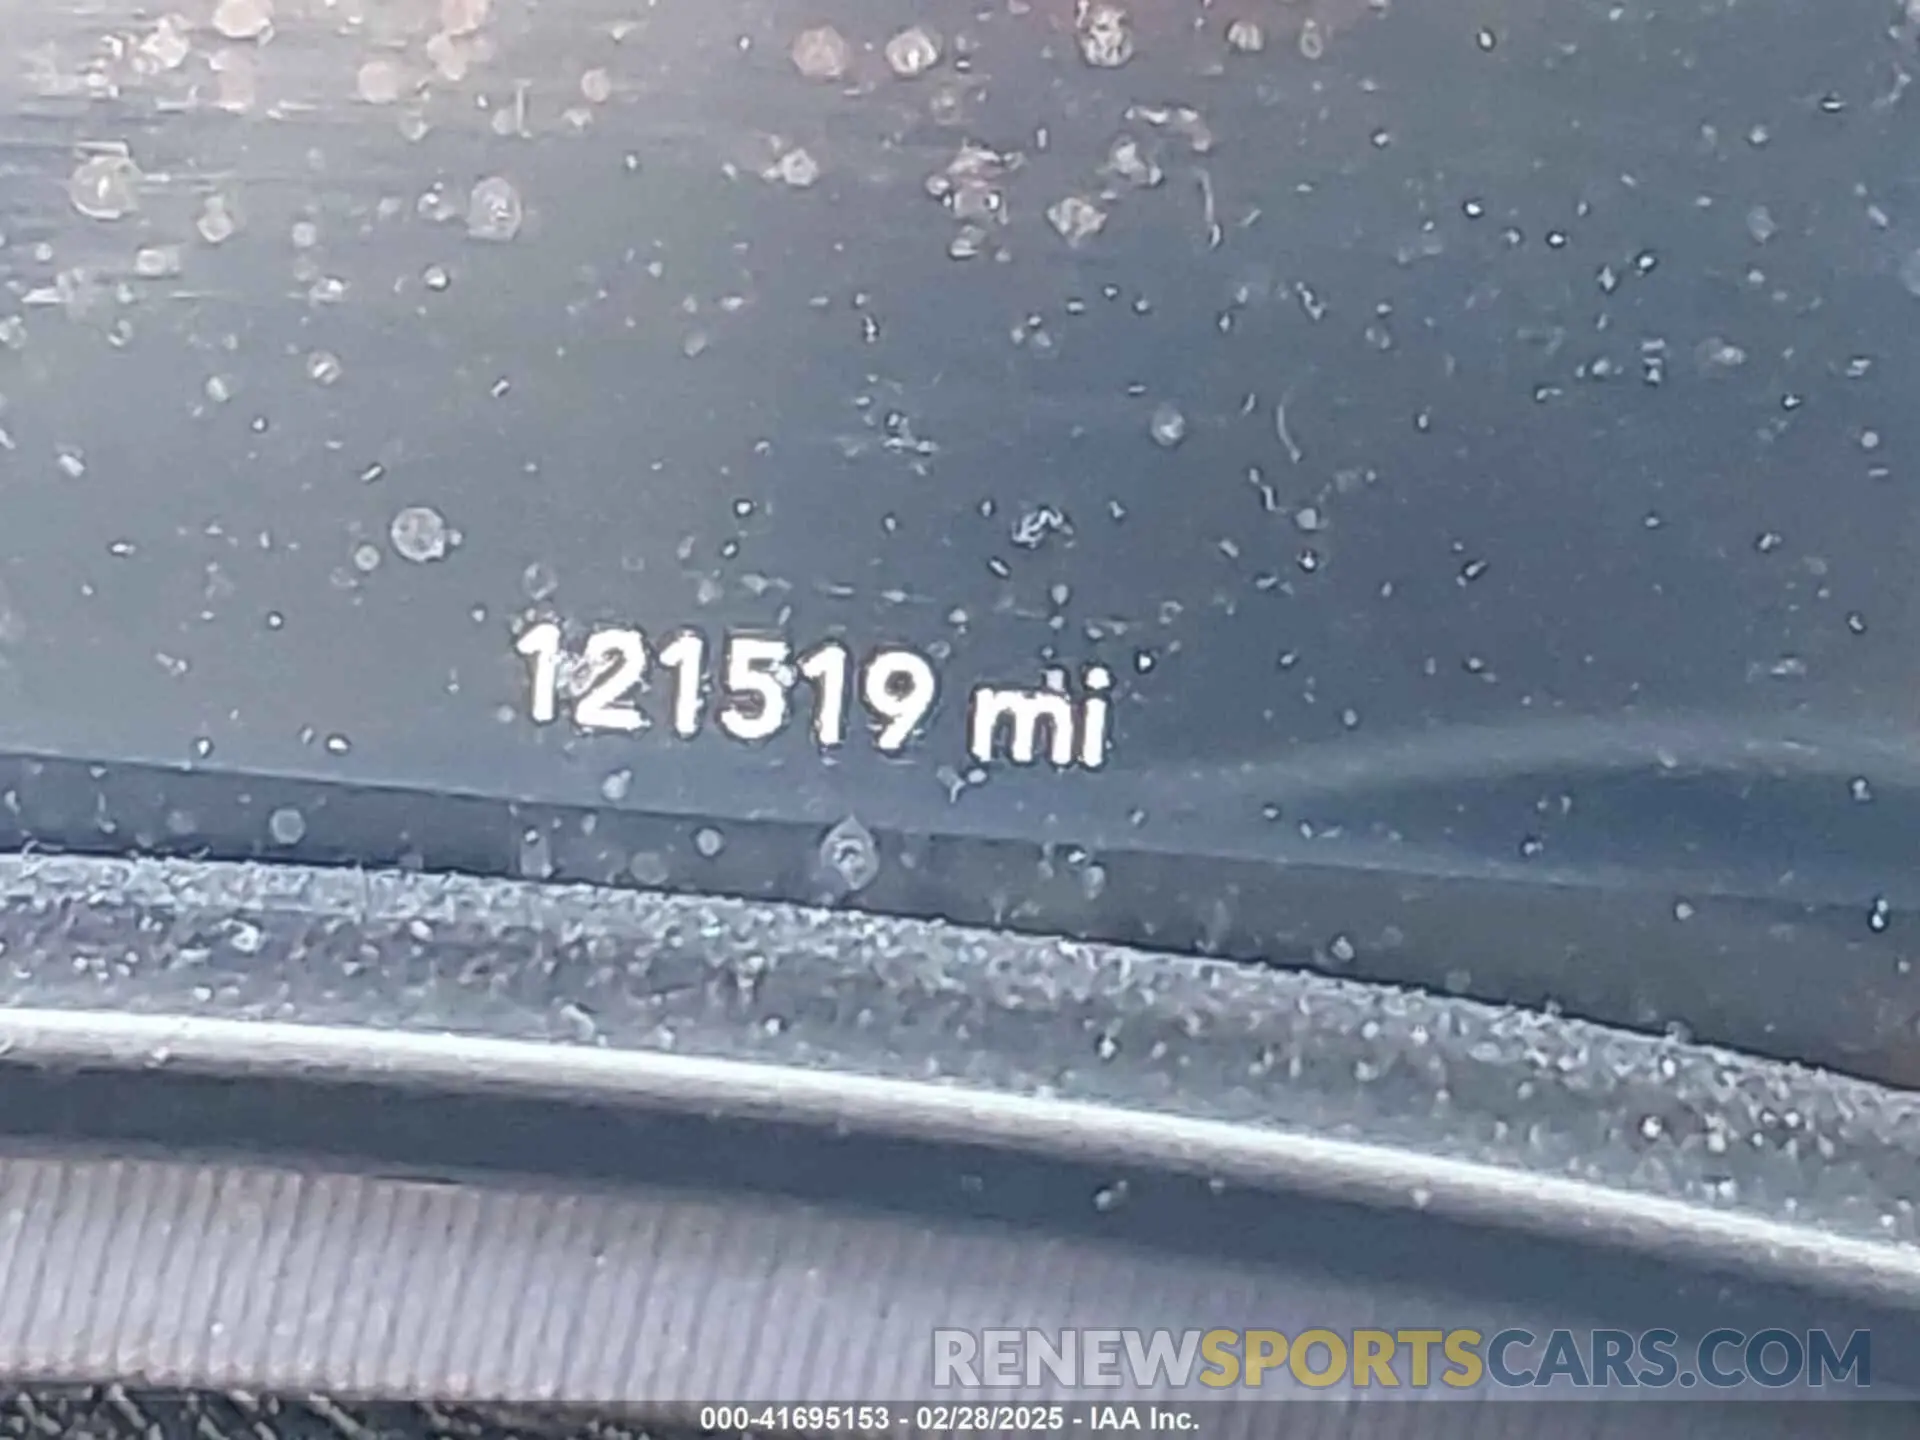 121519 mi
RENEWSPORTSCARS.COM
000-41695153 - 02/28/2025 - IAA Inc.